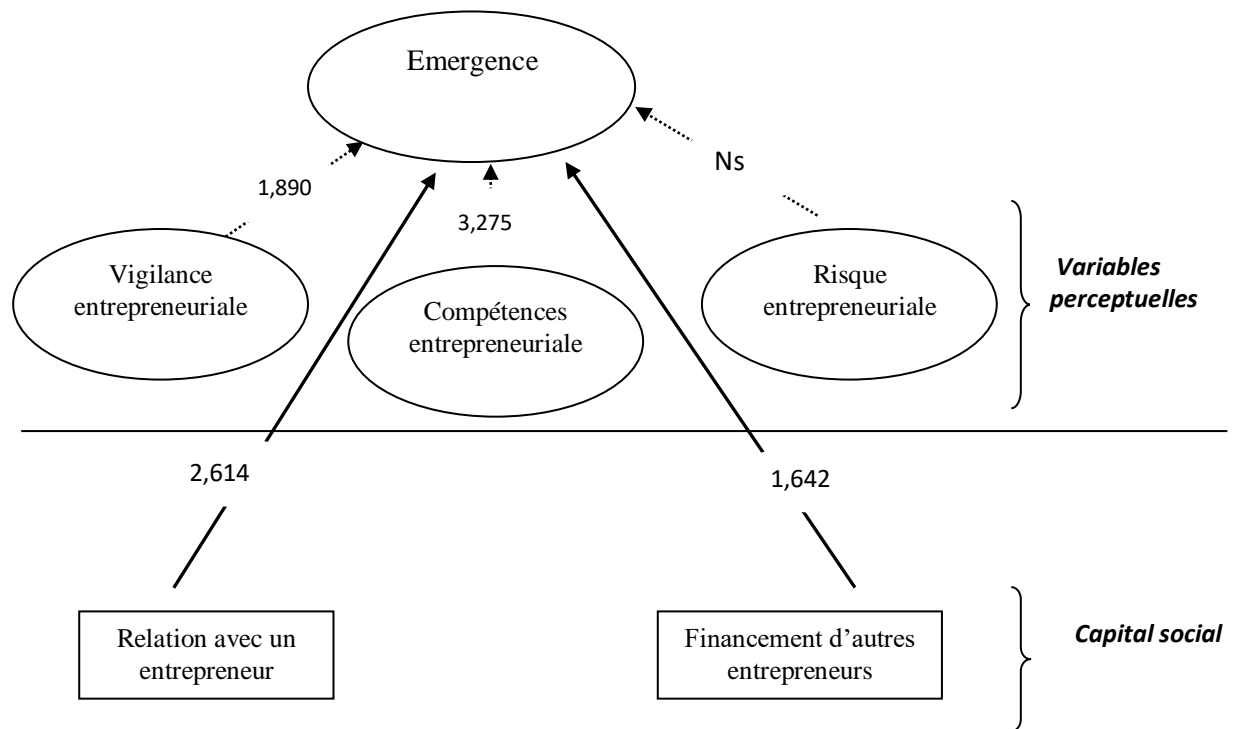 Emergence
1,890
3,275
Ns
Vigilance
entrepreneuriale
Compétences
entrepreneuriale
Risque
entrepreneuriale
Variables
perceptuelles
2,614
1,642
Relation avec un
entrepreneur
Financement d’autres
entrepreneurs
Capital social